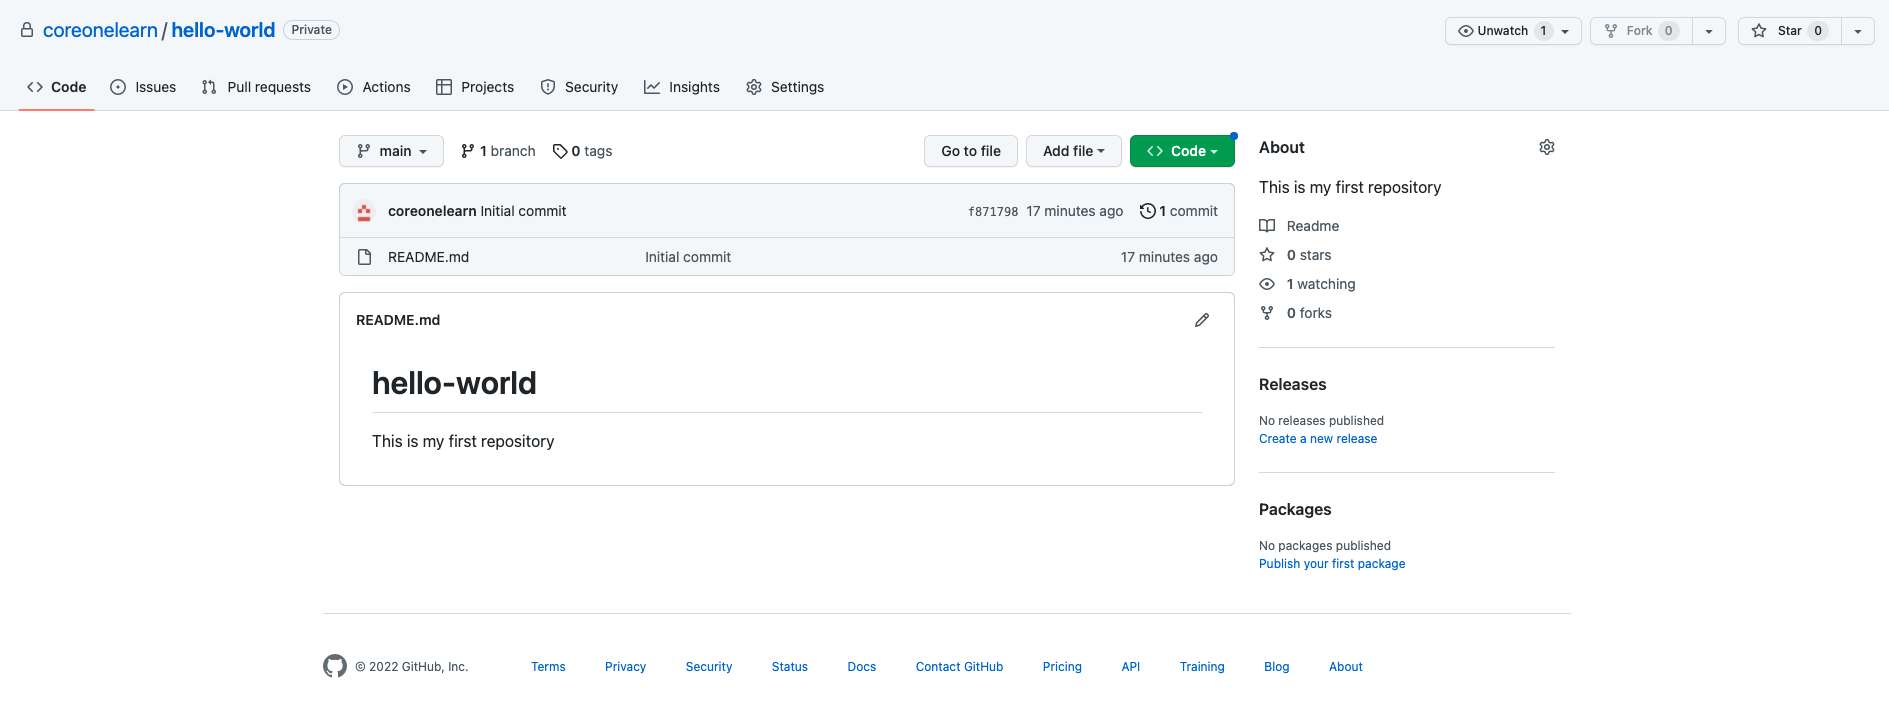 coreonelearn / hello-world Private
Unwatch 1 Fork 0 Star 0
Code Issues Pull requests Actions Projects Security Insights Settings
main 1 branch 0 tags Go to file Add file Code
coreonelearn Initial commit f871798 17 minutes ago 1 commit
README.md Initial commit 17 minutes ago
README.md
hello-world
This is my first repository
About
This is my first repository
Readme
0 stars
1 watching
0 forks
Releases
No releases published
Create a new release
Packages
No packages published
Publish your first package
© 2022 GitHub, Inc. Terms Privacy Security Status Docs Contact GitHub Pricing API Training Blog About